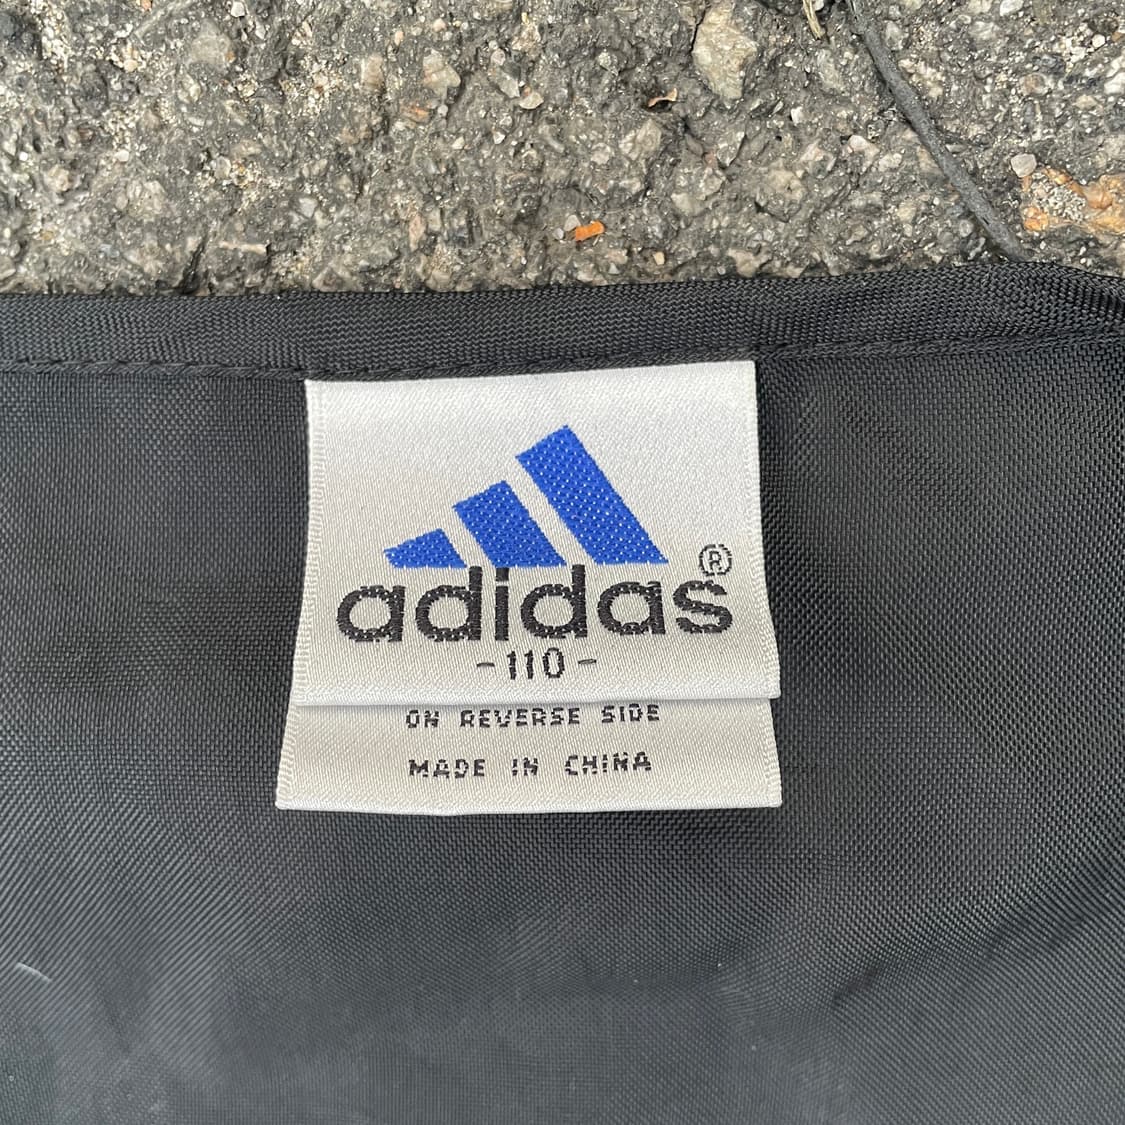 adidas®
-110-
ON REVERSE SIDE
MADE IN CHINA